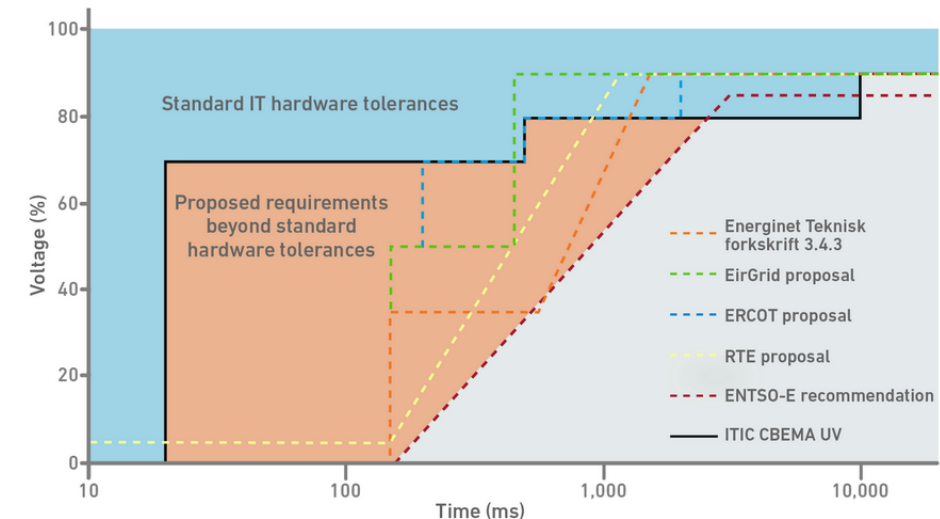 100
80
60
40
20
0
Voltage (%)
Standard IT hardware tolerances
Proposed requirements
beyond standard
hardware tolerances
Energinet Teknisk
forkskrift 3.4.3
EirGrid proposal
ERCOT proposal
RTE proposal
ENTSO-E recommendation
ITIC CBEMA UV
10
100
1,000
10,000
Time (ms)